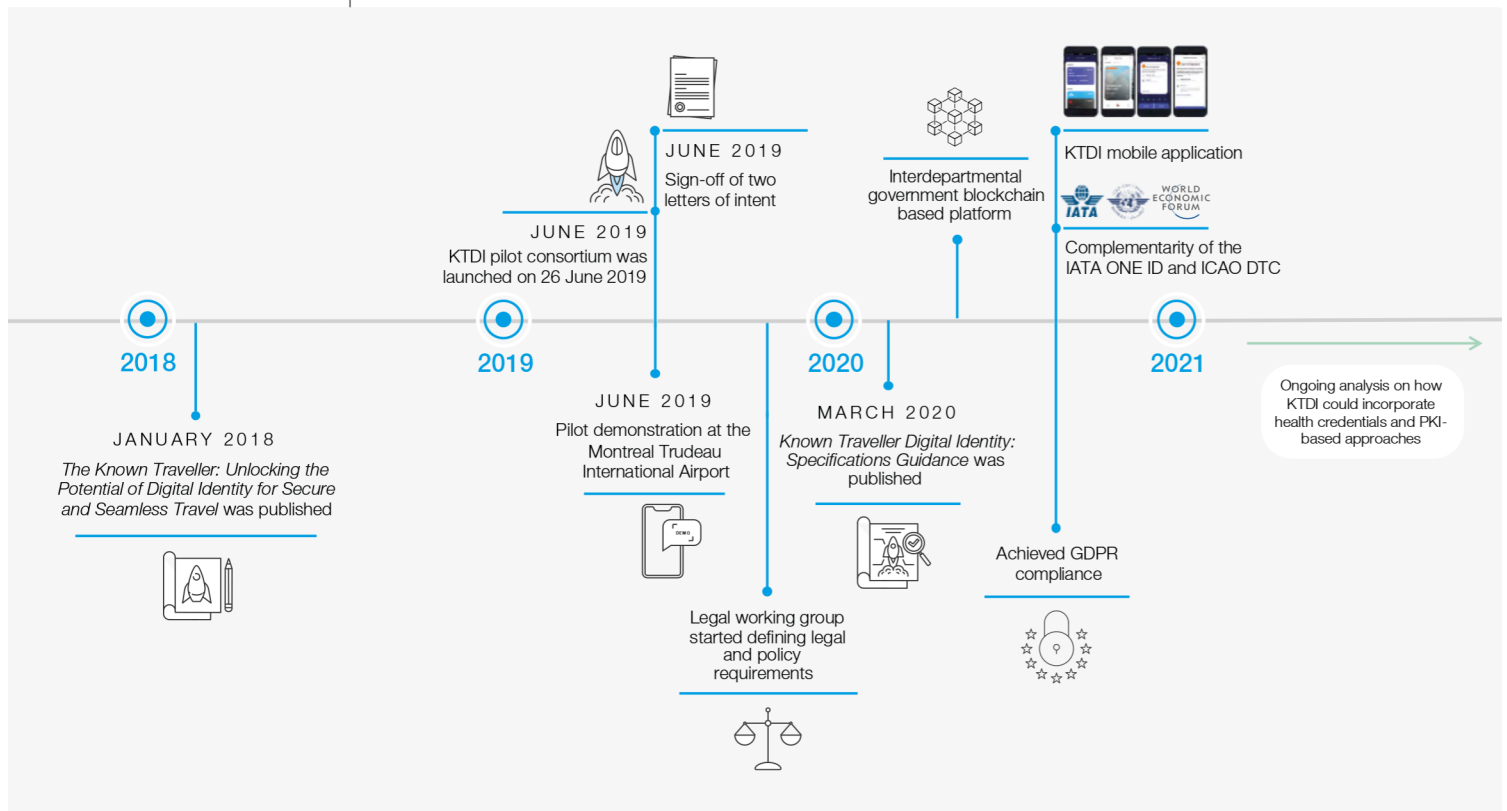 JUNE 2019
Sign-off of two
letters of intent
JUNE 2019
KTDI pilot consortium was
launched on 26 June 2019
Interdepartmental
government blockchain
based platform
KTDI mobile application
IATA
WORLD
ECONOMIC
FORUM
Complementarity of the
IATA ONE ID and ICAO DTC
2018
2019
2020
2021
JANUARY 2018
The Known Traveller: Unlocking the
Potential of Digital Identity for Secure
and Seamless Travel was published
JUNE 2019
Pilot demonstration at the
Montreal Trudeau
International Airport
DEMO
Legal working group
started defining legal
and policy
requirements
MARCH 2020
Known Traveller Digital Identity:
Specifications Guidance was
published
Achieved GDPR
compliance
Ongoing analysis on how
KTDI could incorporate
health credentials and PKI-
based approaches